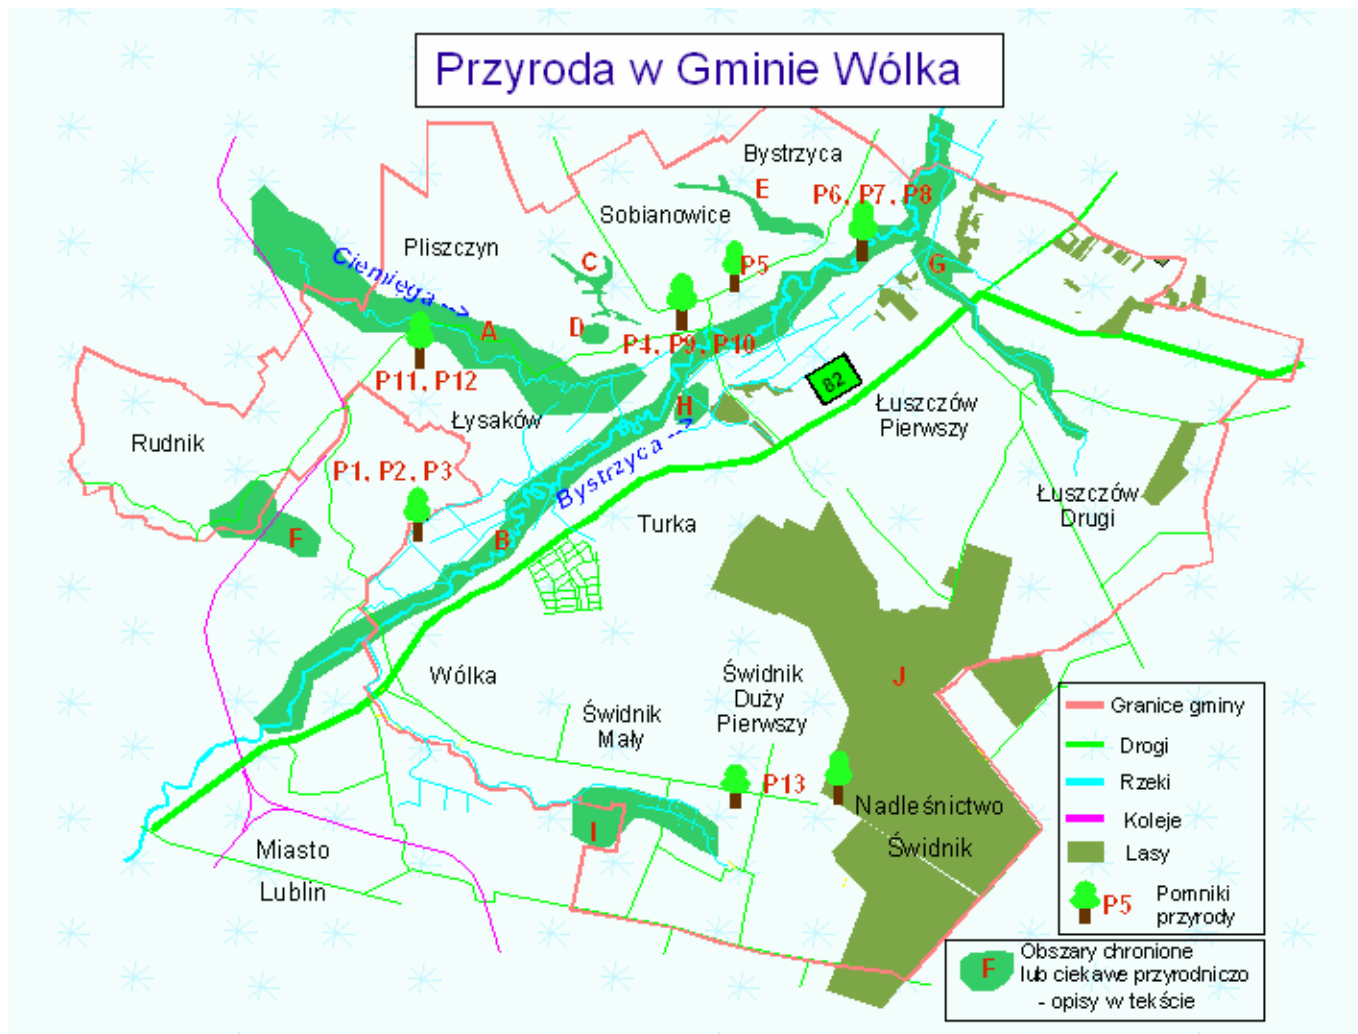 Przyroda w Gminie Wólka
Bystrzyca
E
P6, P7, P8
Sobianowice
Pliszczyn
C
P5
G
Ciemięga -->
A
D
P4, P9, P10
P11, P12
82
H
Łysaków
Łuszczów
Pierwszy
Rudnik
Bystrzyca -->
P1, P2, P3
Łuszczów
Drugi
F
B
Turka
Wólka
Świdnik
Duży
Pierwszy
J
Świdnik
Mały
P13
Nadleśnictwo
Świdnik
I
Miasto
Lublin
Granice gminy
Drogi
Rzeki
Koleje
Lasy
P5
Pomniki
przyrody
F
Obszary chronione
lub ciekawe przyrodniczo
- opisy w tekście